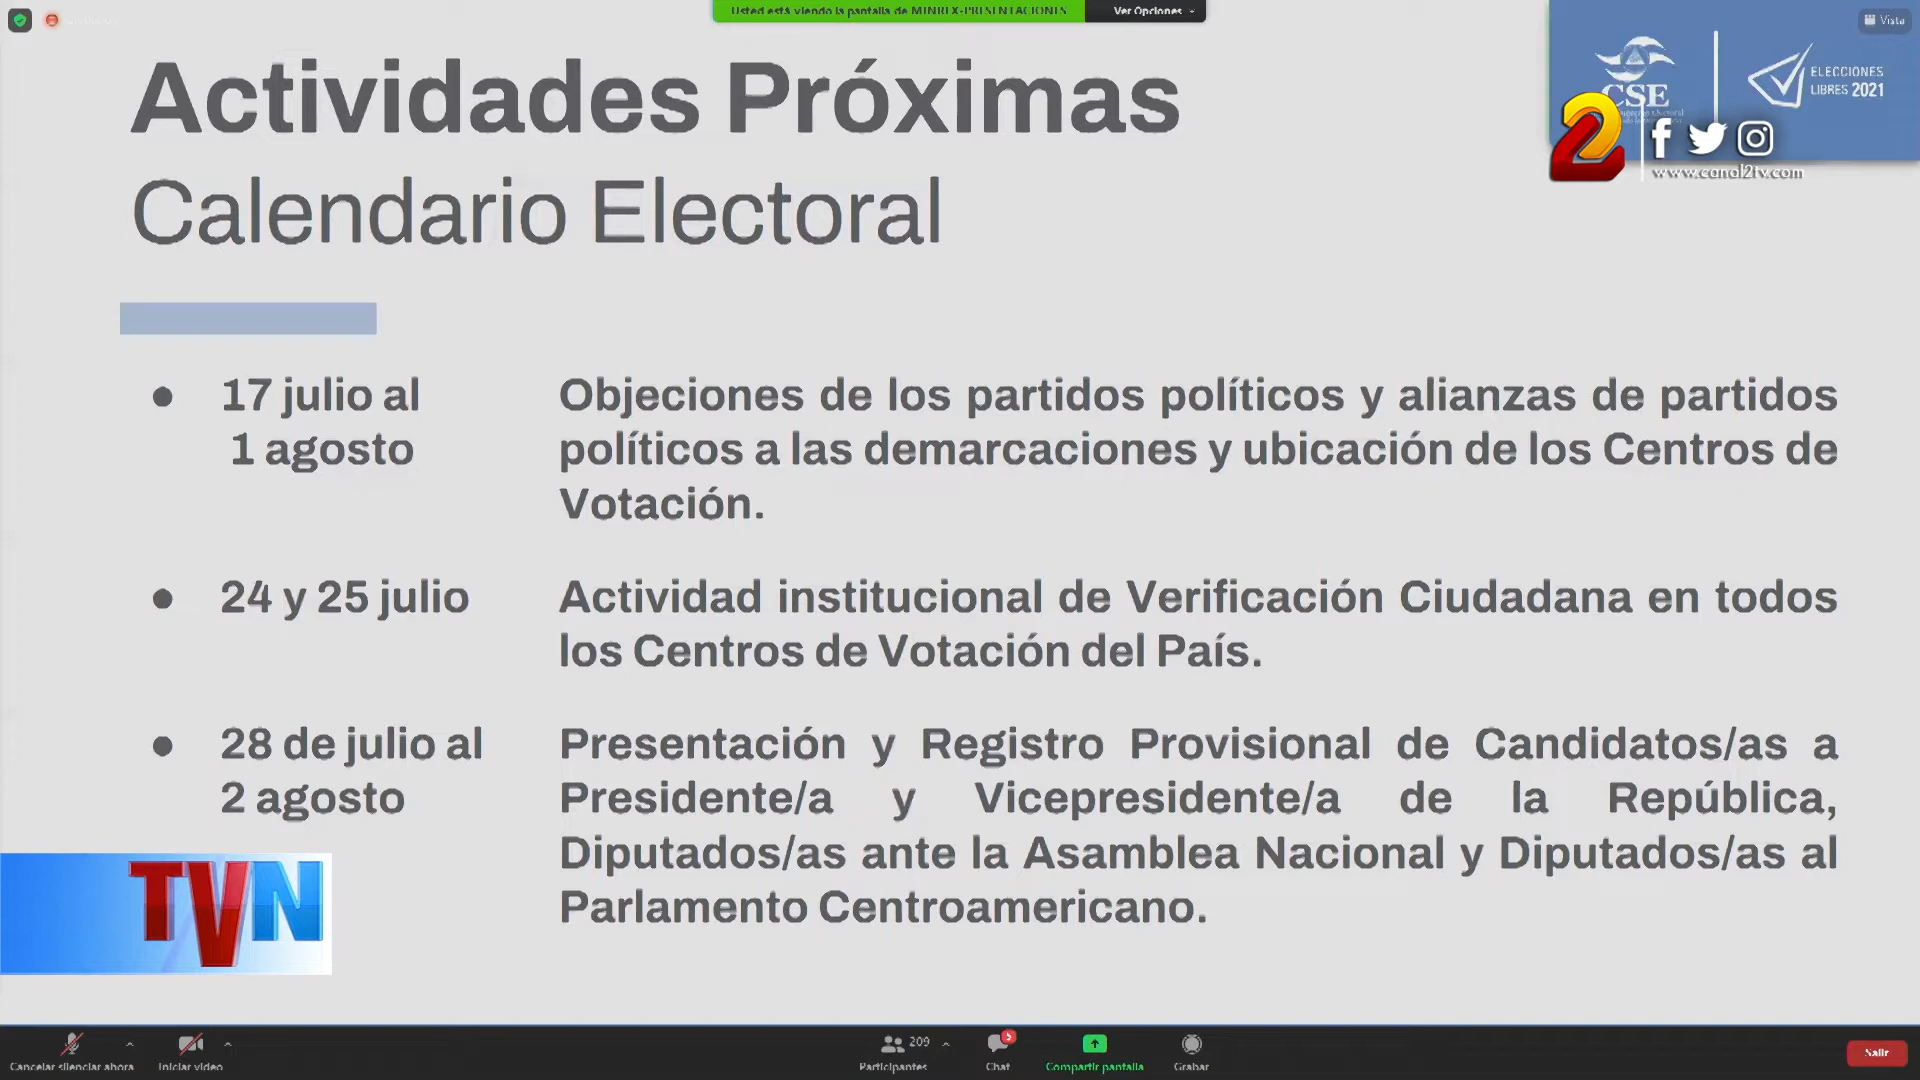 Usted está viendo la pantalla de MINREX-PRESENTACIONES
Ver Opciones
Vista
Actividades Próximas
Calendario Electoral
CSE
ELECCIONES
LIBRES 2021
2
www.canal2tv.com
17 julio al
1 agosto
Objeciones de los partidos políticos y alianzas de partidos
políticos a las demarcaciones y ubicación de los Centros de
Votación.
24 y 25 julio
Actividad institucional de Verificación Ciudadana en todos
los Centros de Votación del País.
28 de julio al
2 agosto
Presentación y Registro Provisional de Candidatos/as a
Presidente/a y Vicepresidente/a de la República,
Diputados/as ante la Asamblea Nacional y Diputados/as al
Parlamento Centroamericano.
TVN
Cancelar silenciar ahora
Iniciar video
209
Participantes
5
Chat
Compartir pantalla
Grabar
Salir